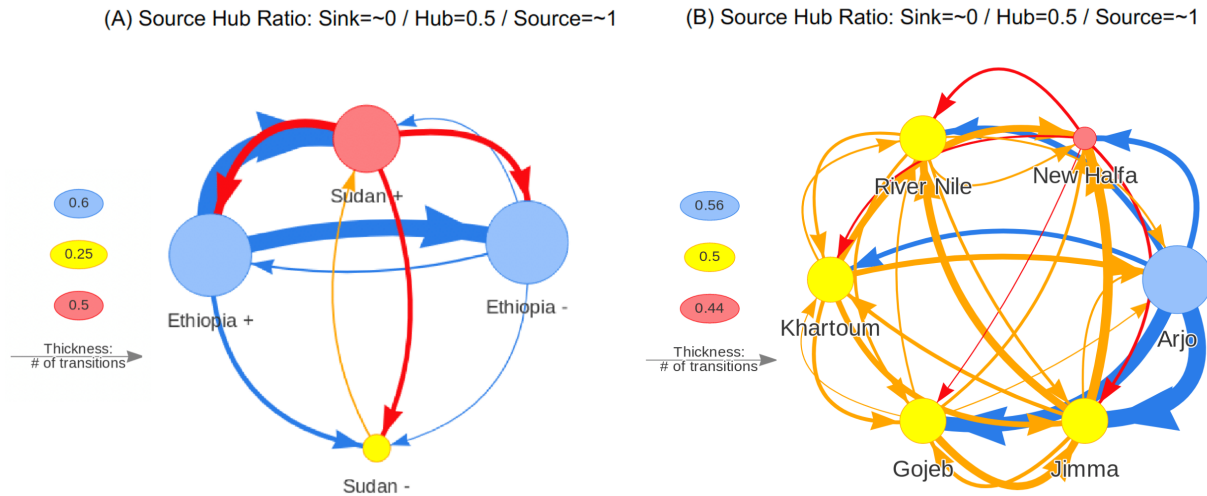 (A) Source Hub Ratio: Sink=~0 / Hub=0.5 / Source=~1
Sudan +
0.6
0.25
0.5
Ethiopia +
Ethiopia -
Thickness:
# of transitions
Sudan -
(B) Source Hub Ratio: Sink=~0 / Hub=0.5 / Source=~1
River Nile
New Halfa
0.56
0.5
0.44
Khartoum
Arjo
Thickness:
# of transitions
Gojeb
Jimma